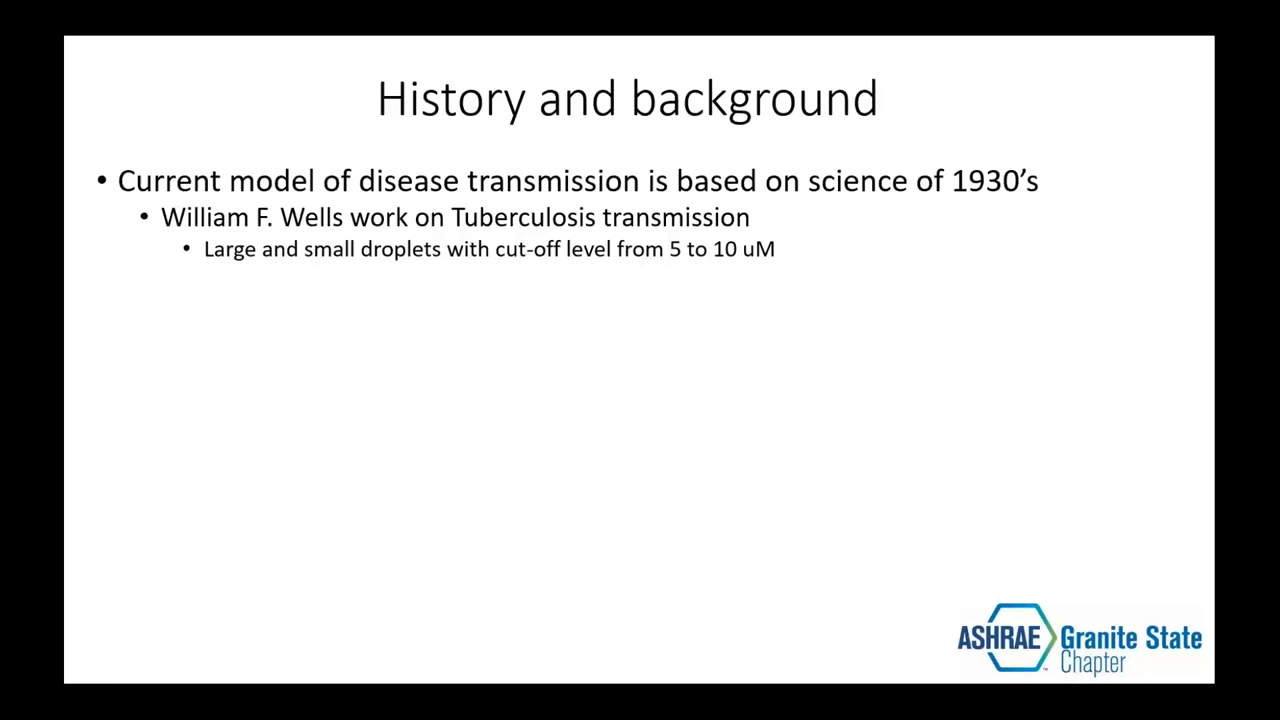 History and background
• Current model of disease transmission is based on science of 1930’s
• William F. Wells work on Tuberculosis transmission
• Large and small droplets with cut-off level from 5 to 10 uM
ASHRAE Granite State
Chapter